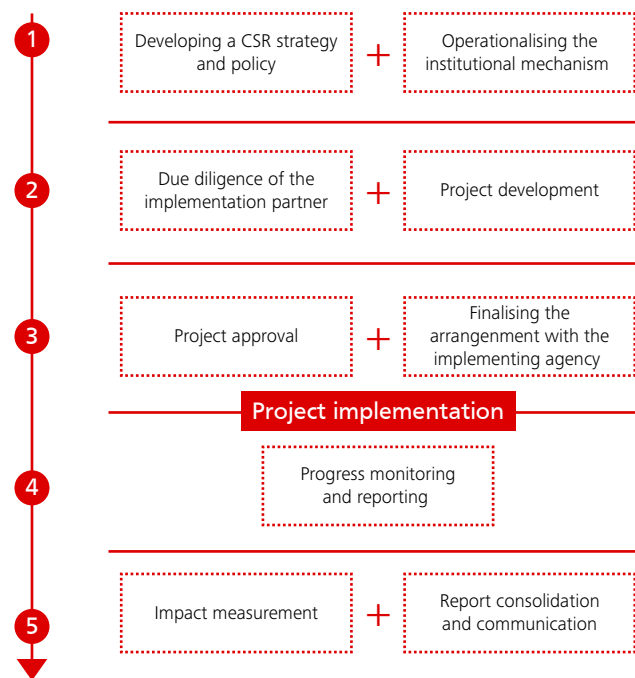 1
Developing a CSR strategy
and policy
+
Operationalising the
institutional mechanism
2
Due diligence of the
implementation partner
+
Project development
3
Project approval
+
Finalising the
arrangenment with the
implementing agency
Project implementation
4
Progress monitoring
and reporting
5
Impact measurement
+
Report consolidation
and communication